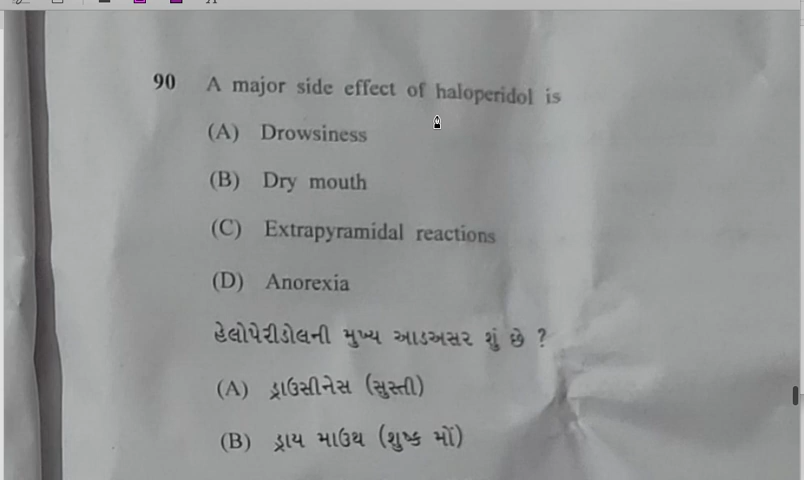 90 A major side effect of haloperidol is
(A) Drowsiness
(B) Dry mouth
(C) Extrapyramidal reactions
(D) Anorexia
હેલોપેરીડોલની મુખ્ય આડઅસર શું છે ?
(A) ડ્રાઉસીનેસ (સુસ્તી)
(B) ડ્રાય માઉથ (શુષ્ક મોં)